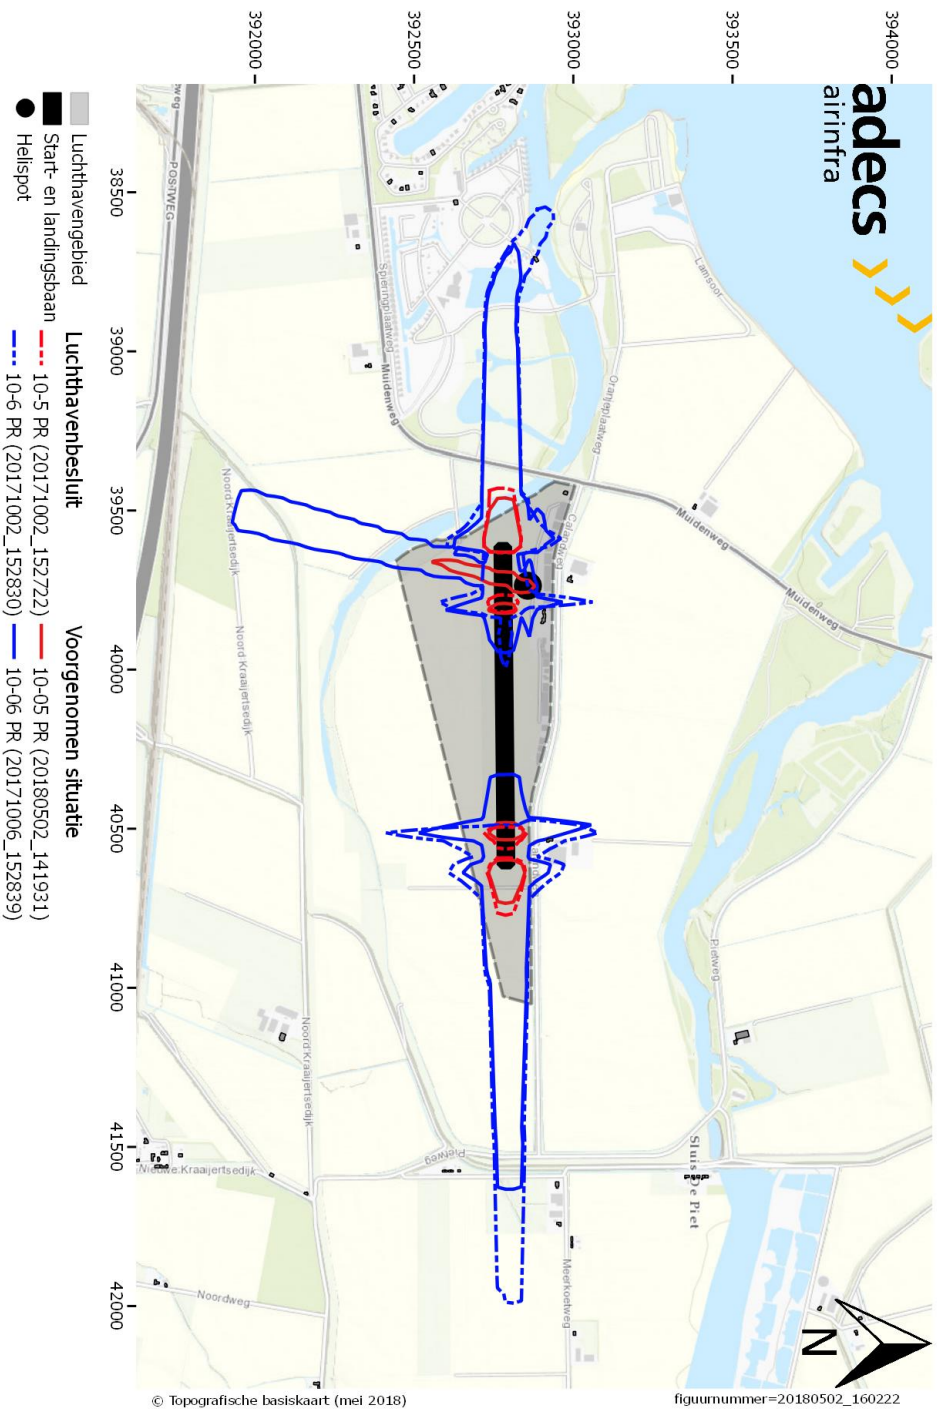 adecs
airinfra
394000
393500
393000
392500
392000
38500
39000
39500
40000
40500
41000
41500
42000
Lamsoor
Oranjeplaatweg
Muidenweg
Muidenweg
Muidenweg
Spieringplaatweg
Calandweg
POSTWEG
weg
Noord Kraaijertsedijk
Noord Kraaijertsedijk
Noord Kraaijertsedijk
Nieuwe Kraaijertsedijk
Pietweg
Pietweg
Sluis De Piet
Meerkoetweg
Noordweg
N
Luchthavengebied
Start- en landingsbaan
Helispot
Luchthavenbesluit
10-5 PR (20171002_152722)
10-6 PR (20171002_152830)
Voorgenomen situatie
10-05 PR (20180502_141931)
10-06 PR (20171006_152839)
© Topografische basiskaart (mei 2018)
figuurnummer=20180502_160222